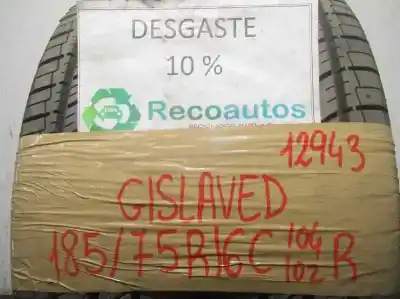 DESGASTE
10 %
Recoautos
12943
GISLAVED
185/75R16C 104/102 R